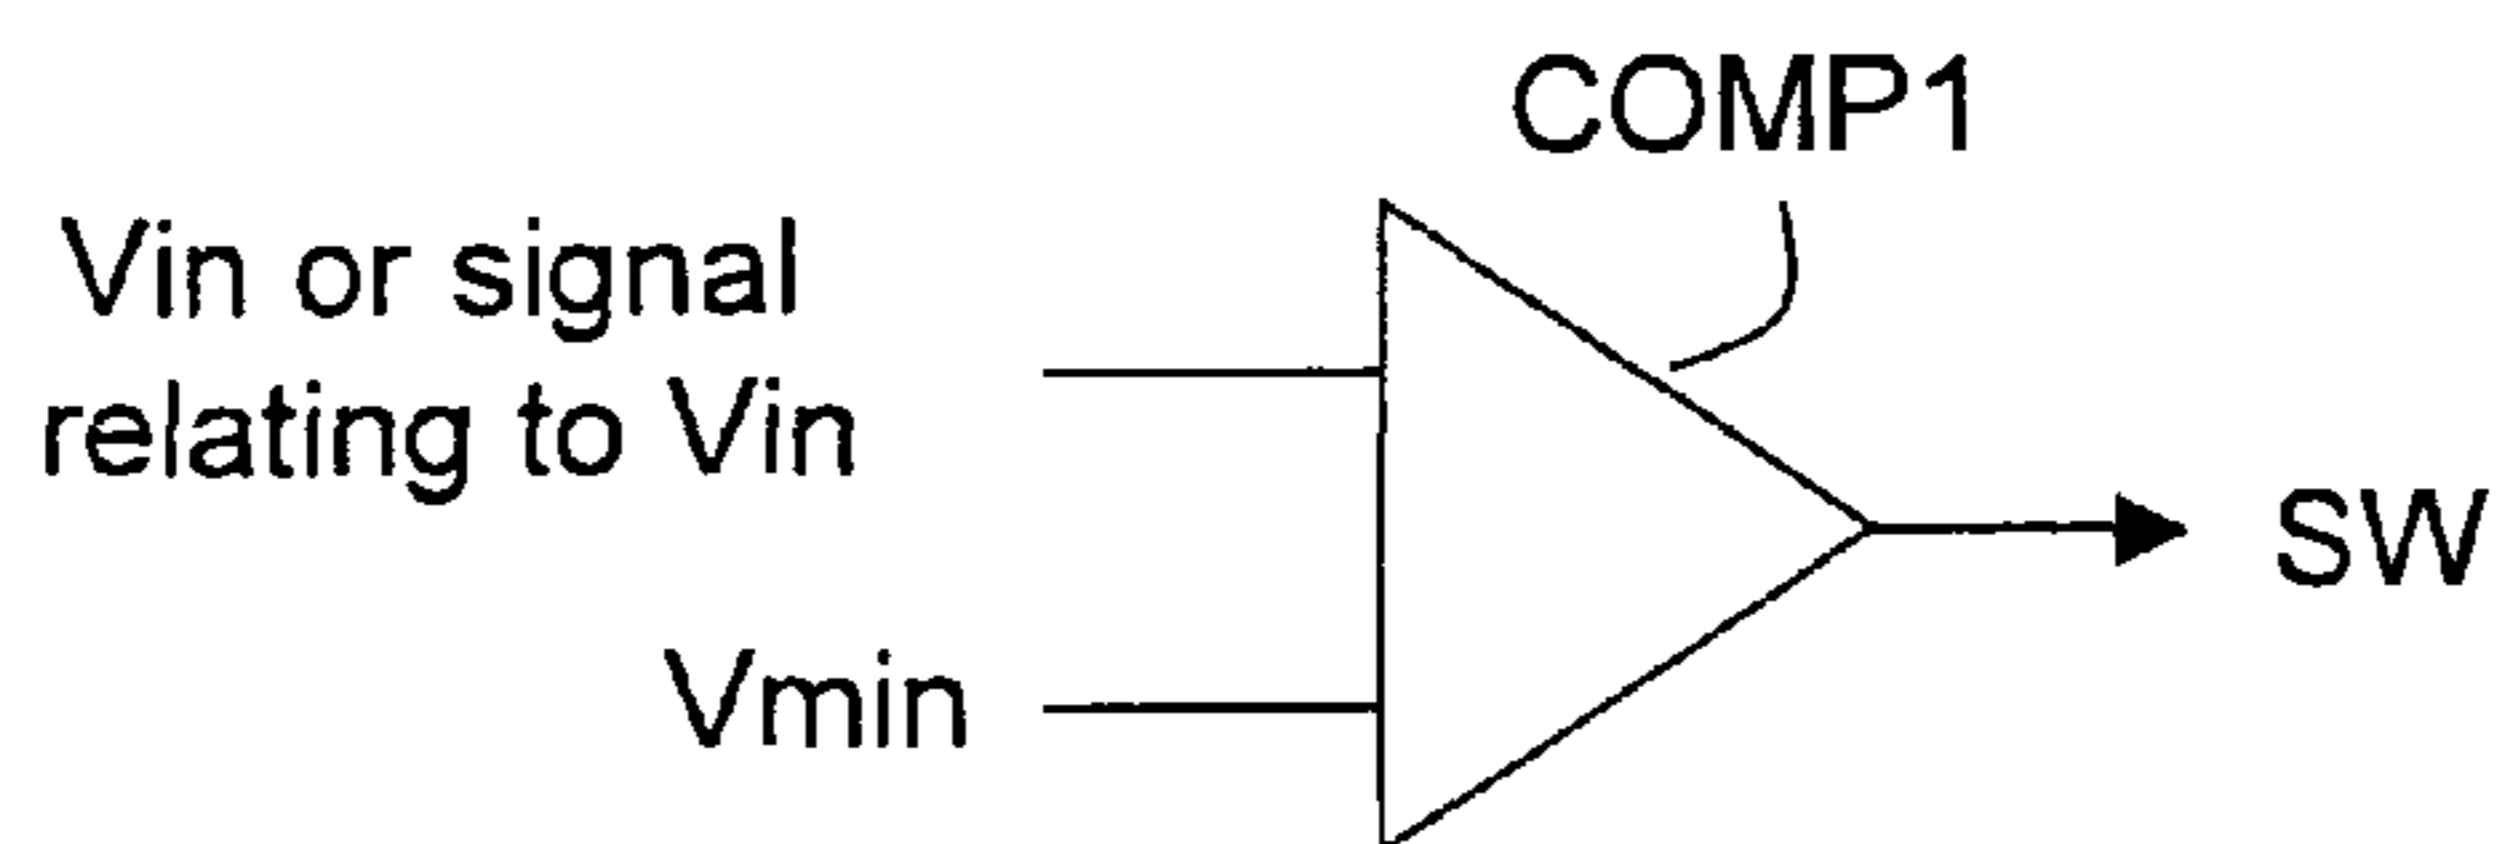 COMP1
Vin or signal
relating to Vin
SW
Vmin